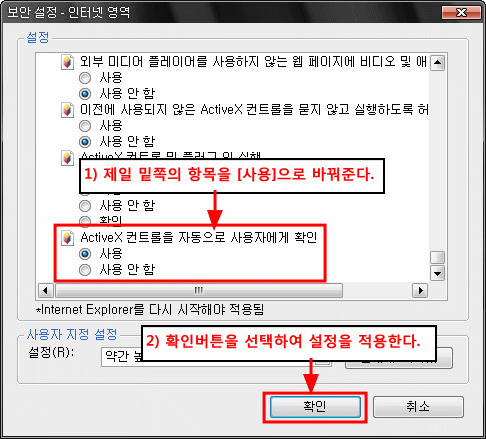 보안 설정 - 인터넷 영역
설정
외부 미디어 플레이어를 사용하지 않는 웹 페이지에 비디오 및 애
사용
사용 안 함
이전에 사용되지 않은 ActiveX 컨트롤을 묻지 않고 실행하도록 허
사용
사용 안 함
ActiveX 컨트롤 및 플러그 인 실행
1) 제일 밑쪽의 항목을 [사용]으로 바꿔준다.
사용 안 함
확인
ActiveX 컨트롤을 자동으로 사용자에게 확인
사용
사용 안 함
*Internet Explorer를 다시 시작해야 적용됨
사용자 지정 설정
2) 확인버튼을 선택하여 설정을 적용한다.
설정(R): 약간 높
확인 취소